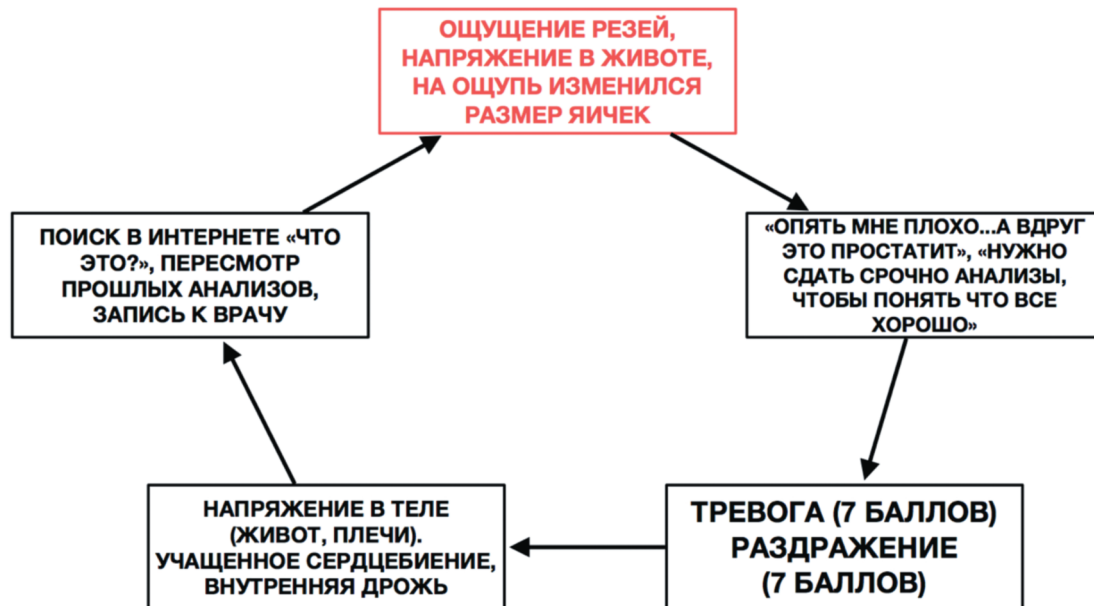 ОЩУЩЕНИЕ РЕЗЕЙ,
НАПРЯЖЕНИЕ В ЖИВОТЕ,
НА ОЩУПЬ ИЗМЕНИЛСЯ
РАЗМЕР ЯИЧЕК
«ОПЯТЬ МНЕ ПЛОХО...А ВДРУГ
ЭТО ПРОСТАТИТ», «НУЖНО
СДАТЬ СРОЧНО АНАЛИЗЫ,
ЧТОБЫ ПОНЯТЬ ЧТО ВСЕ
ХОРОШО»
ТРЕВОГА (7 БАЛЛОВ)
РАЗДРАЖЕНИЕ
(7 БАЛЛОВ)
НАПРЯЖЕНИЕ В ТЕЛЕ
(ЖИВОТ, ПЛЕЧИ).
УЧАЩЕННОЕ СЕРДЦЕБИЕНИЕ,
ВНУТРЕННЯЯ ДРОЖЬ
ПОИСК В ИНТЕРНЕТЕ «ЧТО
ЭТО?», ПЕРЕСМОТР
ПРОШЛЫХ АНАЛИЗОВ,
ЗАПИСЬ К ВРАЧУ